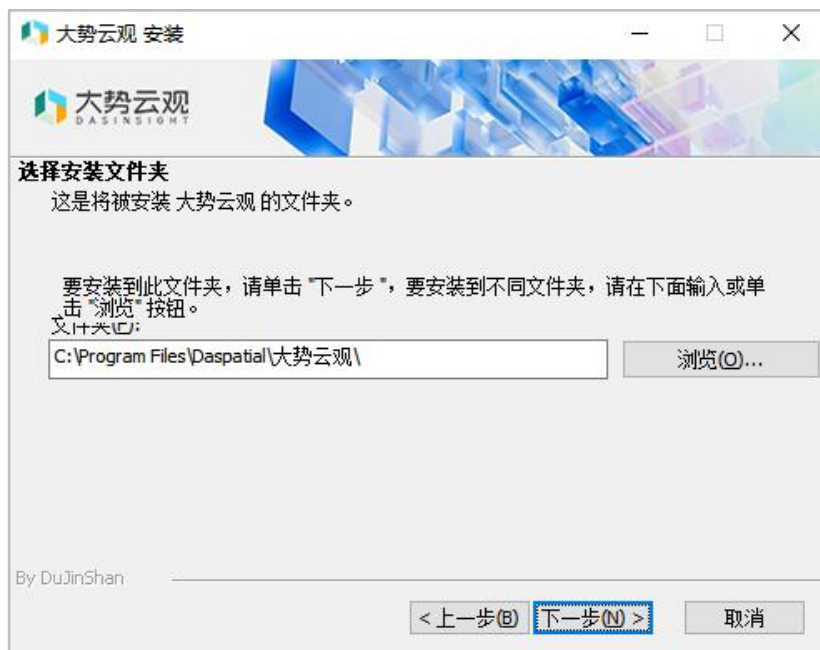 大势云观 安装
大势云观
DASINSIGHT
选择安装文件夹
这是将被安装 大势云观 的文件夹。
要安装到此文件夹，请单击 "下一步 "，要安装到不同文件夹，请在下面输入或单
击 "浏览" 按钮。
文件夹(E):
C:\Program Files\Daspatial\大势云观\
浏览(O)...
By DuJinShan
< 上一步(B)
下一步(N) >
取消